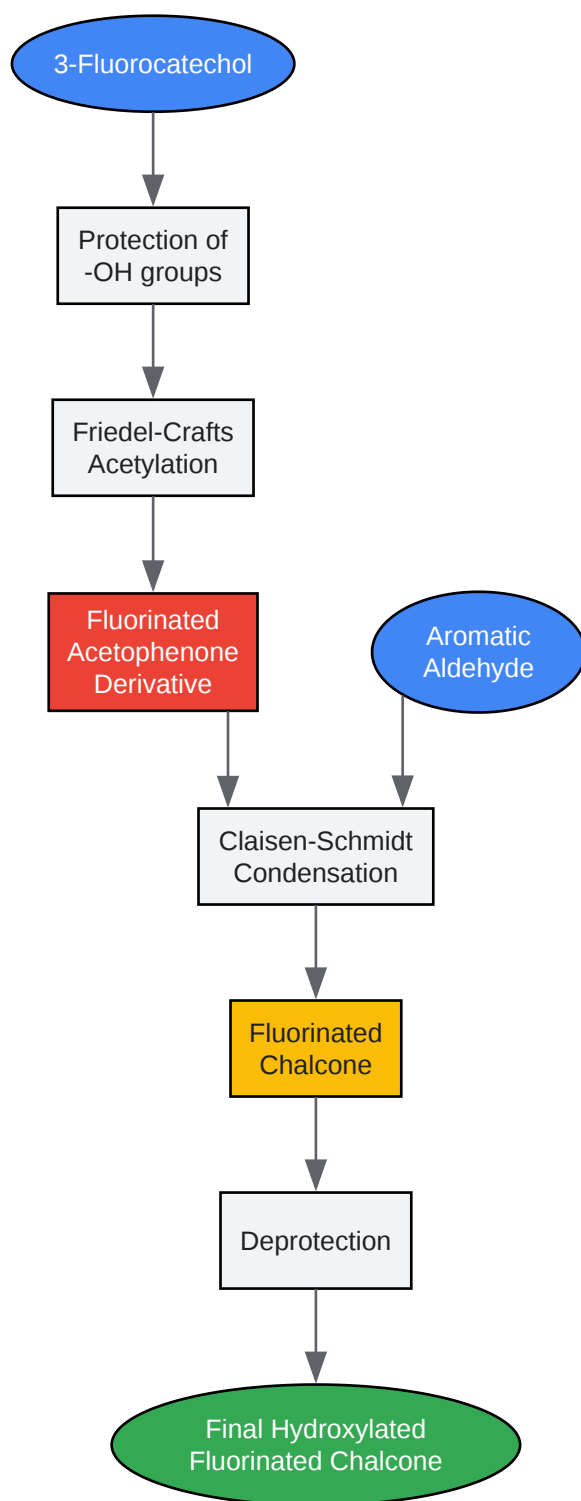 3-Fluorocatechol
Protection of
-OH groups
Friedel-Crafts
Acetylation
Fluorinated
Acetophenone
Derivative
Aromatic
Aldehyde
Claisen-Schmidt
Condensation
Fluorinated
Chalcone
Deprotection
Final Hydroxylated
Fluorinated Chalcone